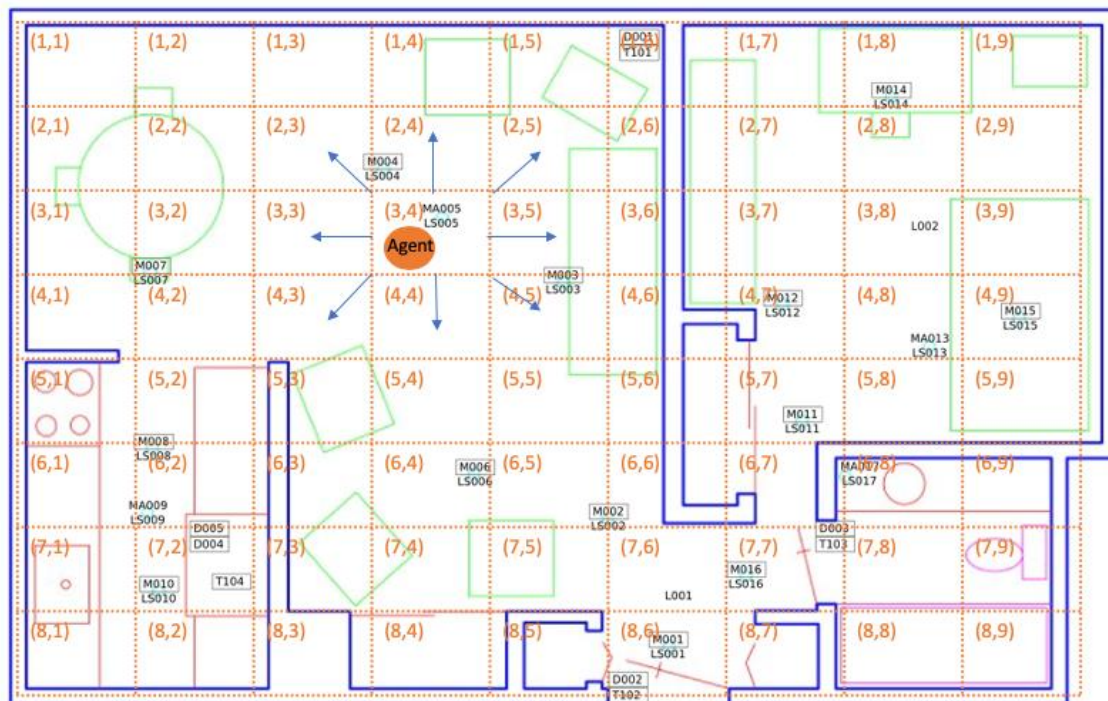 (1,1) (1,2) (1,3) (1,4) (1,5) (1,6) (1,7) (1,8) (1,9)
D001
T101
M014
LS014
(2,1) (2,2) (2,3) (2,4) (2,5) (2,6) (2,7) (2,8) (2,9)
M004
LS004
(3,1) (3,2) (3,3) (3,4) (3,5) (3,6) (3,7) (3,8) (3,9)
MA005
LS005
L002
Agent
M007
LS007
M003
LS003
(4,1) (4,2) (4,3) (4,4) (4,5) (4,6) (4,7) (4,8) (4,9)
M012
LS012
M015
LS015
MA013
LS013
(5,1) (5,2) (5,3) (5,4) (5,5) (5,6) (5,7) (5,8) (5,9)
M011
LS011
M008
LS008
(6,1) (6,2) (6,3) (6,4) (6,5) (6,6) (6,7) (6,8) (6,9)
M006
LS006
MA017
LS017
MA009
LS009
M002
LS002
D005
D004
D003
T103
(7,1) (7,2) (7,3) (7,4) (7,5) (7,6) (7,7) (7,8) (7,9)
M010
LS010
T104
M016
LS016
L001
(8,1) (8,2) (8,3) (8,4) (8,5) (8,6) (8,7) (8,8) (8,9)
M001
LS001
D002
T102